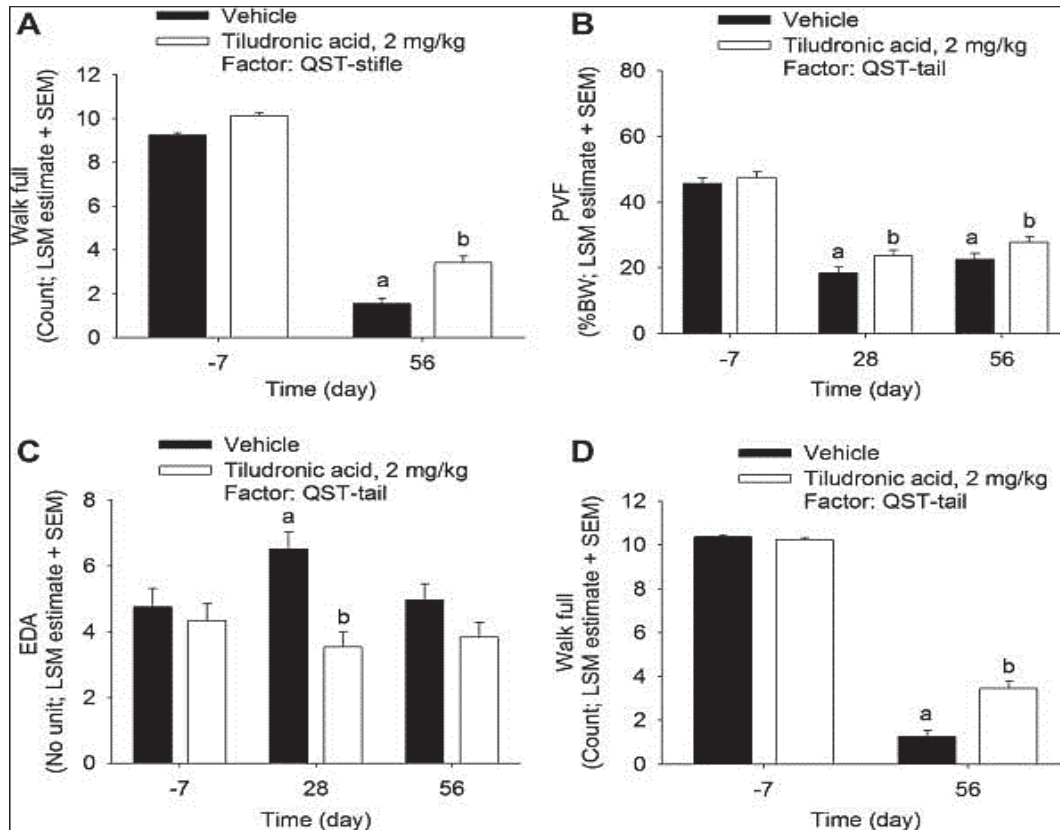 A
Vehicle
Tiludronic acid, 2 mg/kg
Factor: QST-stifle
Walk full
(Count; LSM estimate + SEM)
12
10
8
6
4
2
0
a
b
-7
56
Time (day)
B
Vehicle
Tiludronic acid, 2 mg/kg
Factor: QST-tail
PVF
(%BW; LSM estimate + SEM)
80
60
40
20
0
a
b
a
b
-7
28
56
Time (day)
C
Vehicle
Tiludronic acid, 2 mg/kg
Factor: QST-tail
EDA
(No unit; LSM estimate + SEM)
8
6
4
2
0
a
b
-7
28
56
Time (day)
D
Vehicle
Tiludronic acid, 2 mg/kg
Factor: QST-tail
Walk full
(Count; LSM estimate + SEM)
12
10
8
6
4
2
0
a
b
-7
56
Time (day)